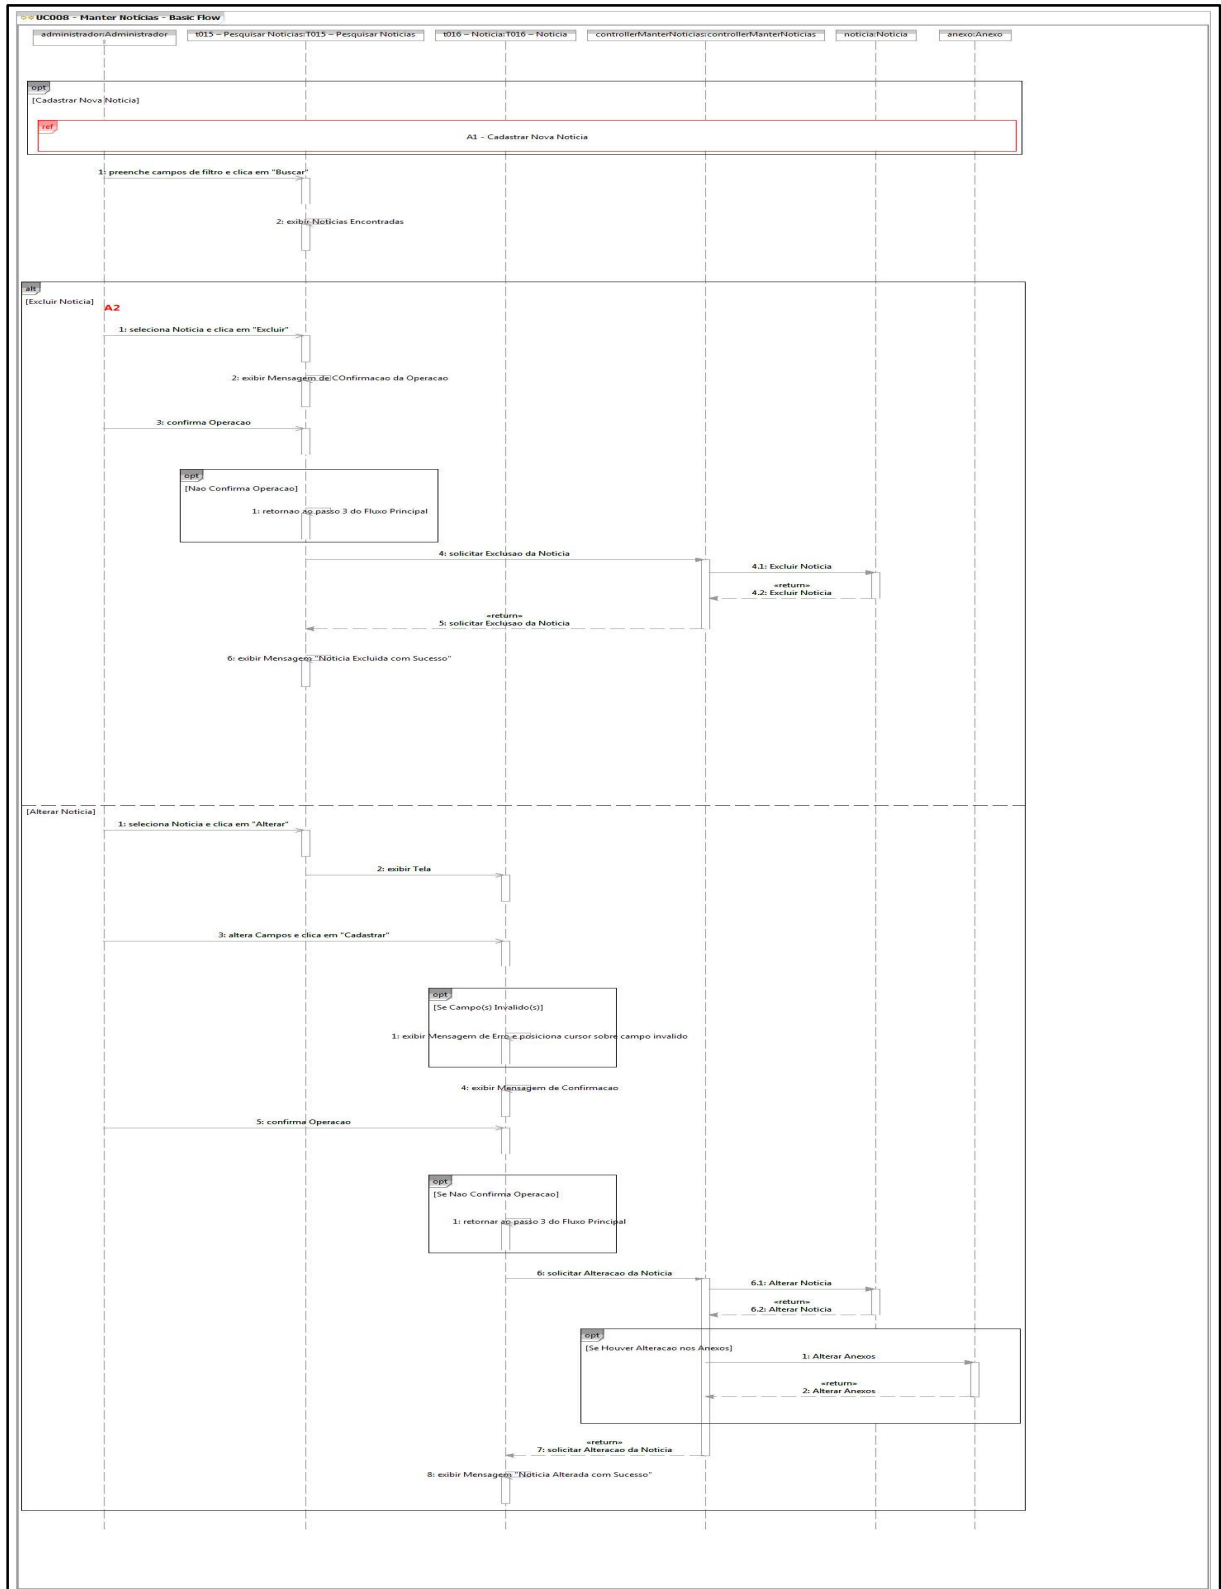 UC008 - Manter Noticias - Basic Flow
administrador:Administrador
t015 – Pesquisar Noticias:T015 – Pesquisar Noticias
t016 – Noticia:T016 – Noticia
controllerManterNoticias:controllerManterNoticias
noticia:Noticia
anexo:Anexo
opt
[Cadastrar Nova Noticia]
ref
A1 - Cadastrar Nova Noticia
1: preenche campos de filtro e clica em "Buscar"
2: exibir Noticias Encontradas
alt
[Excluir Noticia]
A2
1: seleciona Noticia e clica em "Excluir"
2: exibir Mensagem de COnfirmacao da Operacao
3: confirma Operacao
opt
[Nao Confirma Operacao]
1: retornao ao passo 3 do Fluxo Principal
4: solicitar Exclusao da Noticia
4.1: Excluir Noticia
«return»
4.2: Excluir Noticia
«return»
5: solicitar Exclusao da Noticia
6: exibir Mensagem "Noticia Excluida com Sucesso"
[Alterar Noticia]
1: seleciona Noticia e clica em "Alterar"
2: exibir Tela
3: altera Campos e clica em "Cadastrar"
opt
[Se Campo(s) Invalido(s)]
1: exibir Mensagem de Erro e posiciona cursor sobre campo invalido
4: exibir Mensagem de Confirmacao
5: confirma Operacao
opt
[Se Nao Confirma Operacao]
1: retornar ao passo 3 do Fluxo Principal
6: solicitar Alteracao da Noticia
6.1: Alterar Noticia
«return»
6.2: Alterar Noticia
opt
[Se Houver Alteracao nos Anexos]
1: Alterar Anexos
«return»
2: Alterar Anexos
«return»
7: solicitar Alteracao da Noticia
8: exibir Mensagem "Noticia Alterada com Sucesso"